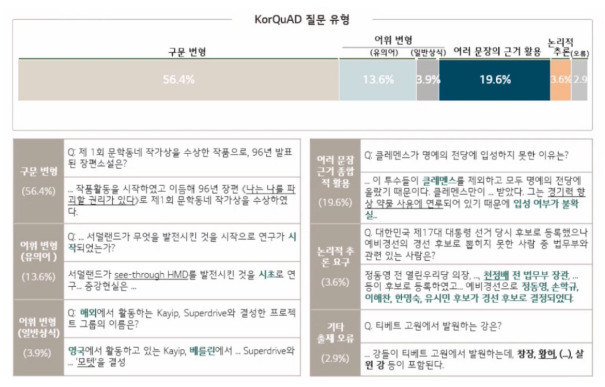 KorQuAD 질문 유형
구문 변형
어휘 변형
(유의어)
(일반상식)
여러 문장의 근거 활용
논리적
추론
(오류)
56.4%
13.6%
3.9%
19.6%
3.6%
2.9
구문 변형
(56.4%)
Q: 제 1회 문학동네 작가상을 수상한 작품으로, 96년 발표
된 장편소설은?
... 작품활동을 시작하였고 이듬해 96년 장편 <나는 나를 파
괴할 권리가 있다>로 제1회 문학동네 작가상을 수상하였
다.
어휘 변형
(유의어)
(13.6%)
Q: ... 서덜랜드가 무엇을 발전시킨 것을 시작으로 연구가 시
작되었는가?
서덜랜드가 see-through HMD를 발전시킨 것을 시초로 연
구... 증강현실은 ...
어휘 변형
(일반상식)
(3.9%)
Q: 해외에서 활동하는 Kayip, Superdrive와 결성한 프로젝
트 그룹의 이름은?
영국에서 활동하고 있는 Kayip, 베를린에서 ... Superdrive와
... '모텟'을 결성
여러 문장
근거 종합
적 활용
(19.6%)
Q: 클레멘스가 명예의 전당에 입성하지 못한 이유는?
... 이 투수들이 클레멘스를 제외하고 모두 명예의 전당에
올랐기 때문이다. 클레멘스만이 ... 받았다. 그는 경기력 향
상 약물 사용에 연루되어 있기 때문에 입성 여부가 불확
실...
논리적 추
론 요구
(3.6%)
Q: 대한민국 제17대 대통령 선거 당시 후보로 등록했으나
예비경선의 경선 후보로 뽑히지 못한 사람 중 법무부와
관련 있는 사람은?
정동영 전 열린우리당 의장, ..., 천정배 전 법무부 장관, ...
등이 후보로 등록하였고... 예비경선으로 정동영, 손학규,
이해찬, 한명숙, 유시민 후보가 경선 후보로 결정되었다.
기타
출제 오류
(2.9%)
Q. 티베트 고원에서 발원하는 강은?
... 강들이 티베트 고원에서 발원하는데, 창장, 황허, (...), 살
윈 강 등이 포함된다.